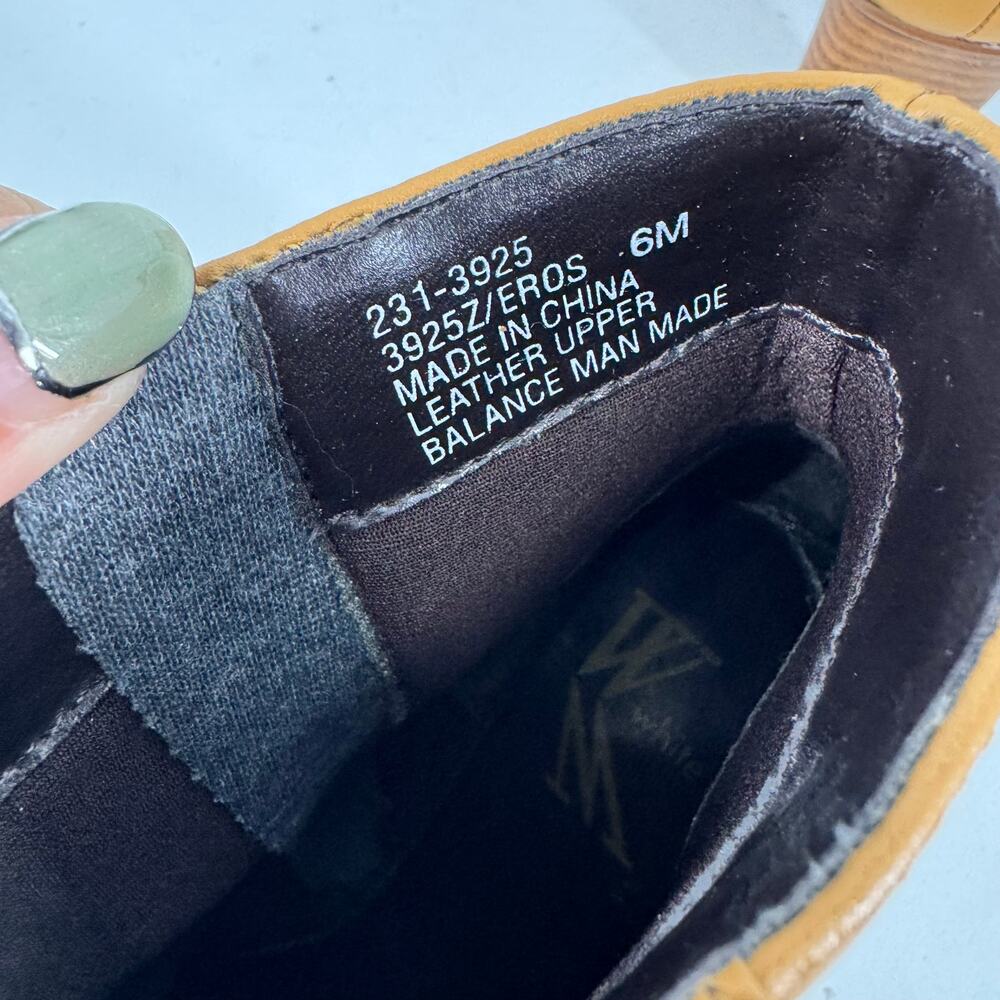 231-3925
3925Z/EROS 6M
MADE IN CHINA
LEATHER UPPER
BALANCE MAN MADE